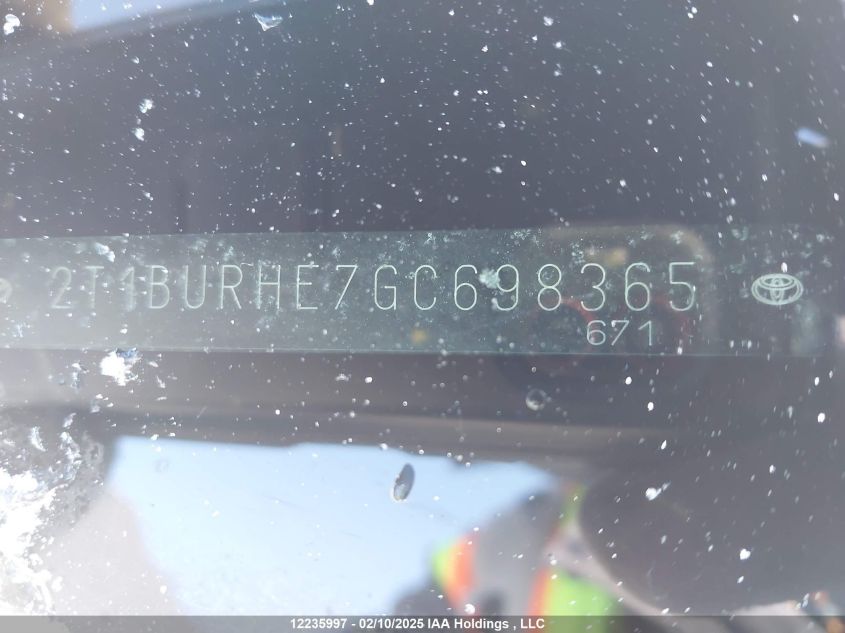 2T1BURHE7GC698365
671
12235997 - 02/10/2025 IAA Holdings , LLC